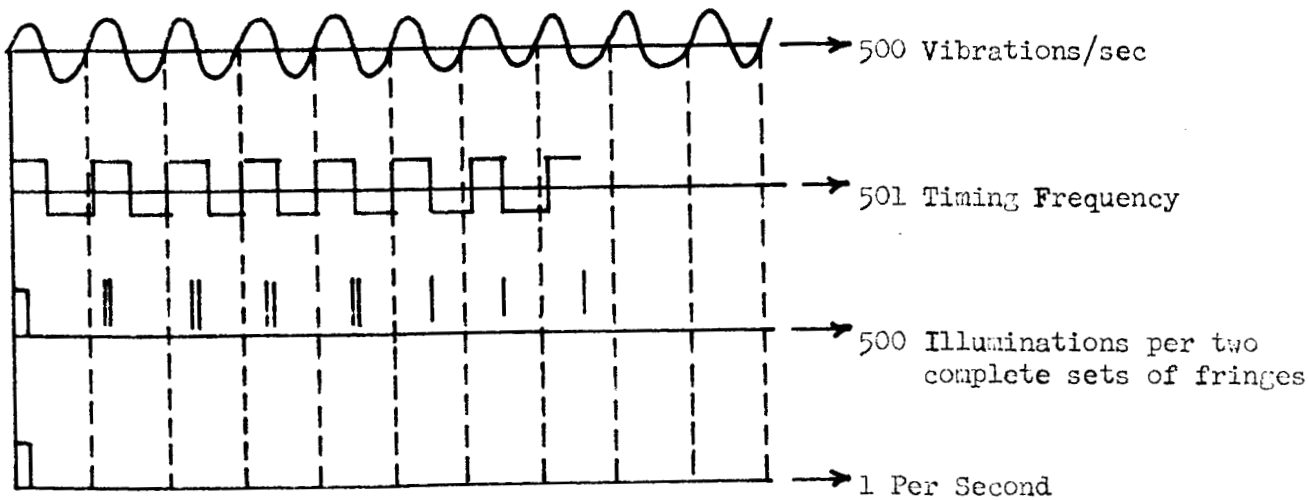 500 Vibrations/sec
501 Timing Frequency
500 Illuminations per two
complete sets of fringes
1 Per Second